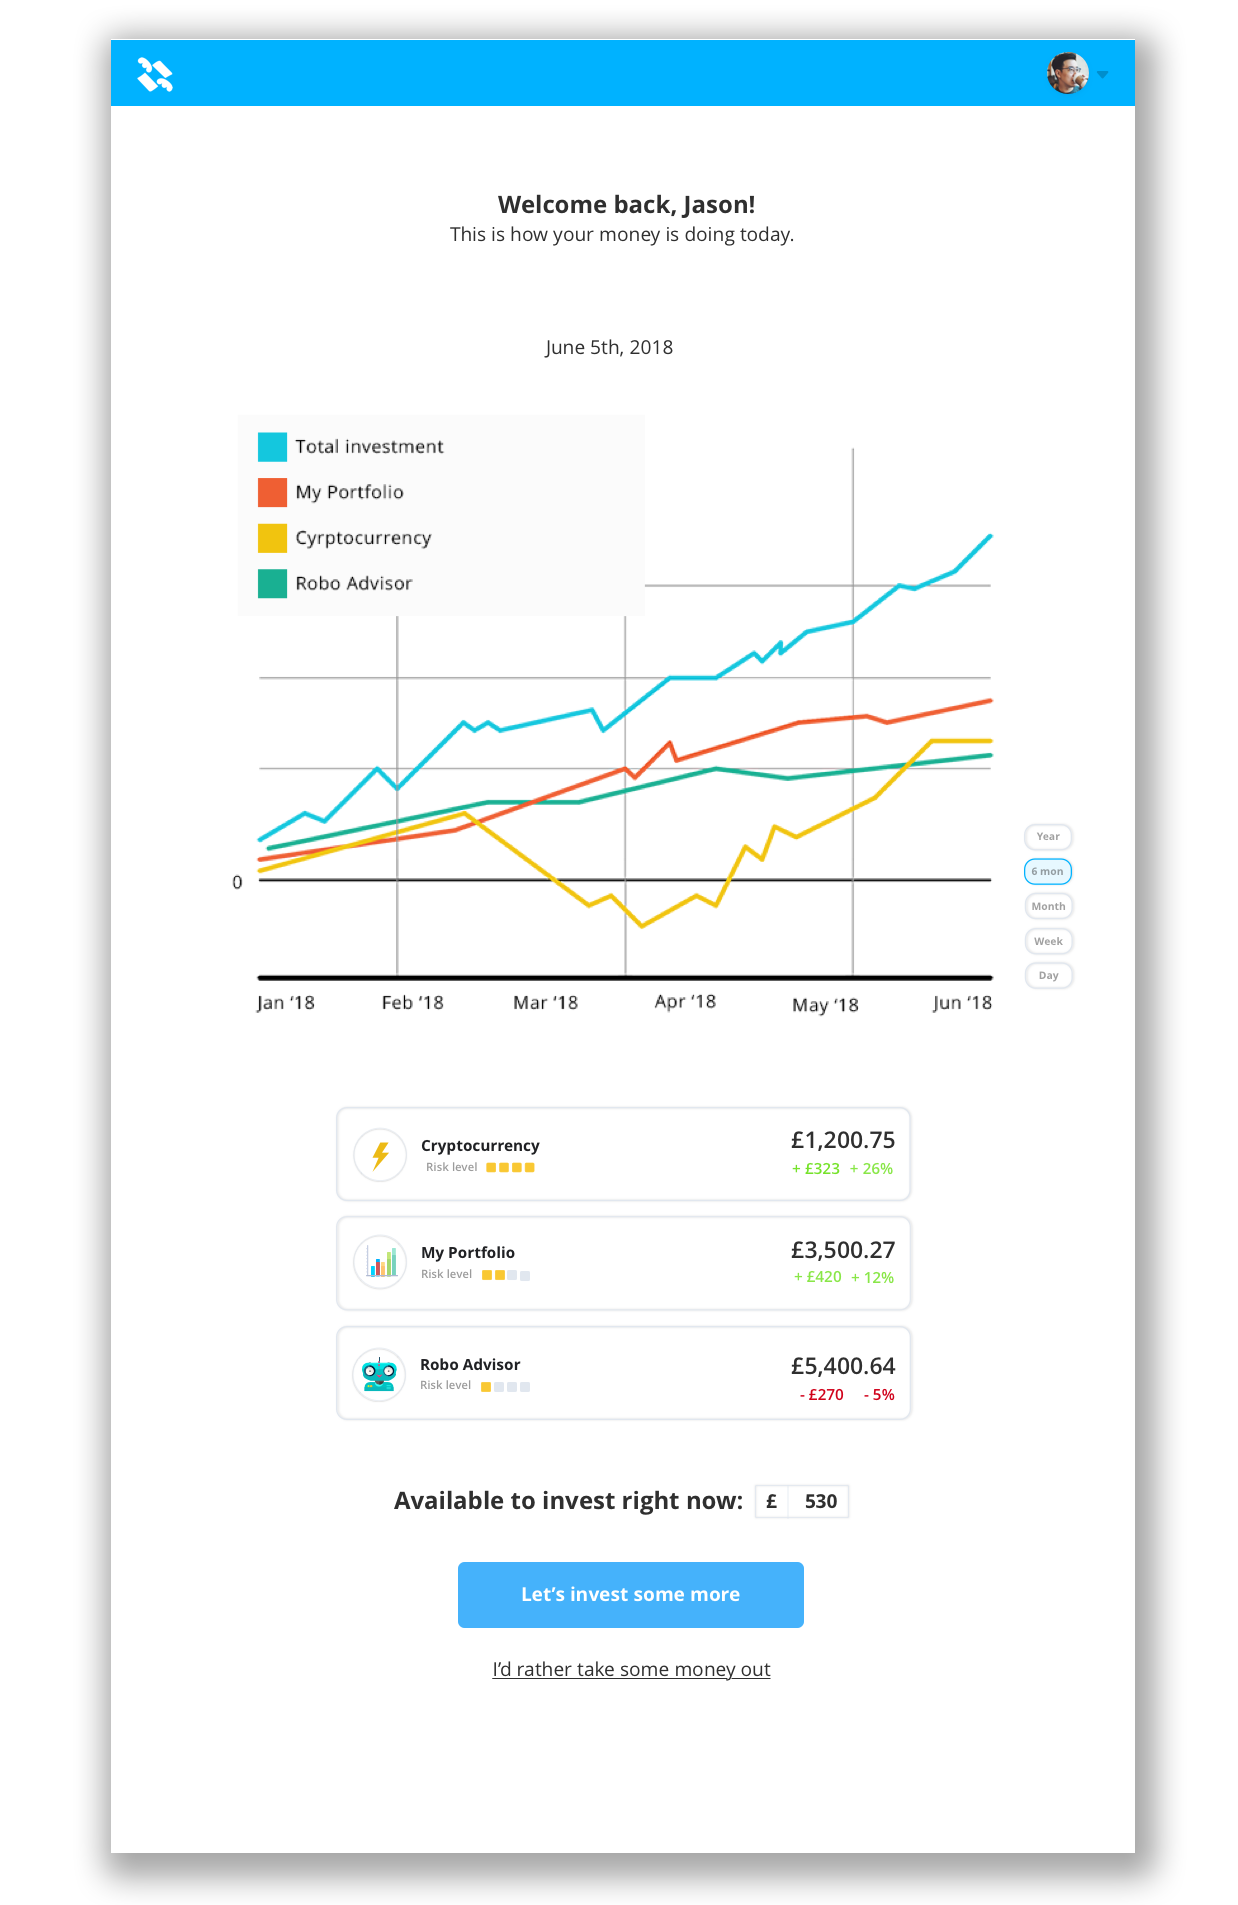 Welcome back, Jason!
This is how your money is doing today.
June 5th, 2018
Total investment
My Portfolio
Cyrptocurrency
Robo Advisor
0
Jan ‘18 Feb ‘18 Mar ‘18 Apr ‘18 May ‘18 Jun ‘18
Year
6 mon
Month
Week
Day
Cryptocurrency £1,200.75
Risk level + £323 + 26%
My Portfolio £3,500.27
Risk level + £420 + 12%
Robo Advisor £5,400.64
Risk level - £270 - 5%
Available to invest right now: £ 530
Let’s invest some more
I’d rather take some money out